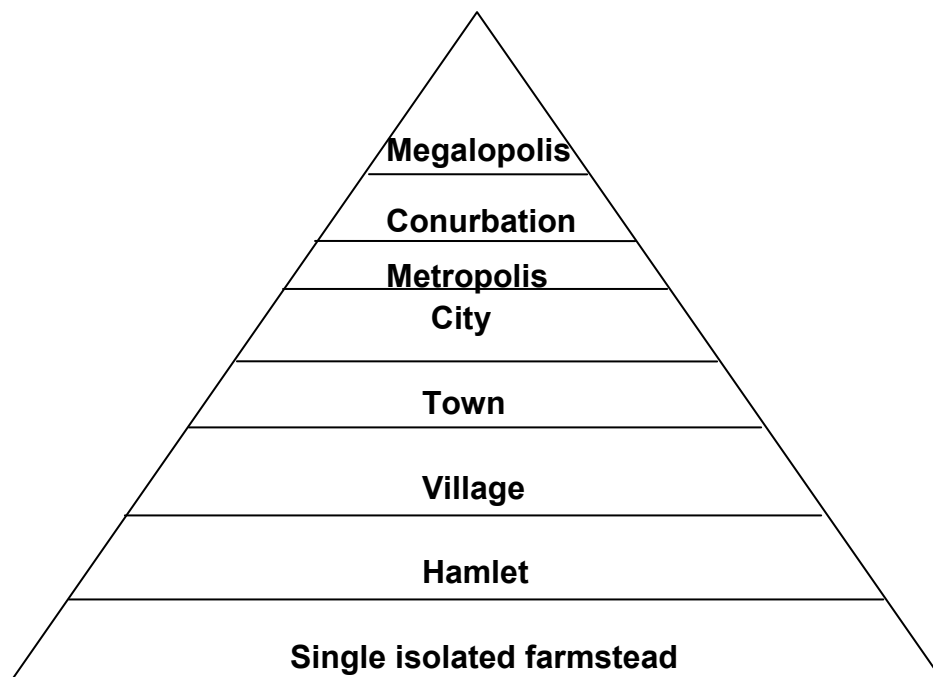 Megalopolis
Conurbation
Metropolis
City
Town
Village
Hamlet
Single isolated farmstead